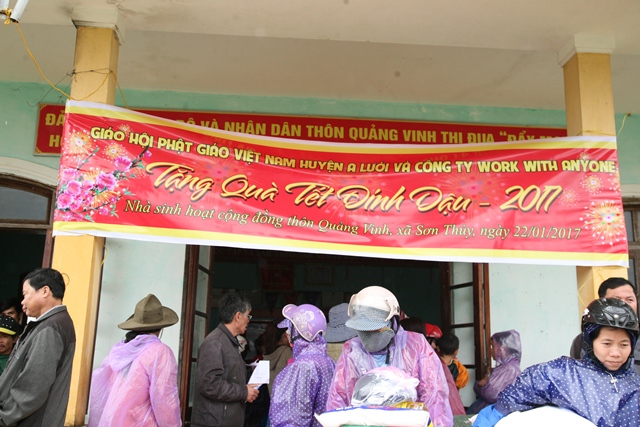 ĐẢ VÀ NHÂN DÂN THÔN QUẢNG VINH THI ĐUA "ĐẨY
GIÁO HỘI PHẬT GIÁO VIỆT NAM HUYỆN A LƯỚI VÀ CÔNG TY WORK WITH ANYONE
Tặng Quà Tết Đinh Dậu - 2017
Nhà sinh hoạt cộng đồng thôn Quảng Vinh, xã Sơn Thủy, ngày 22/01/2017